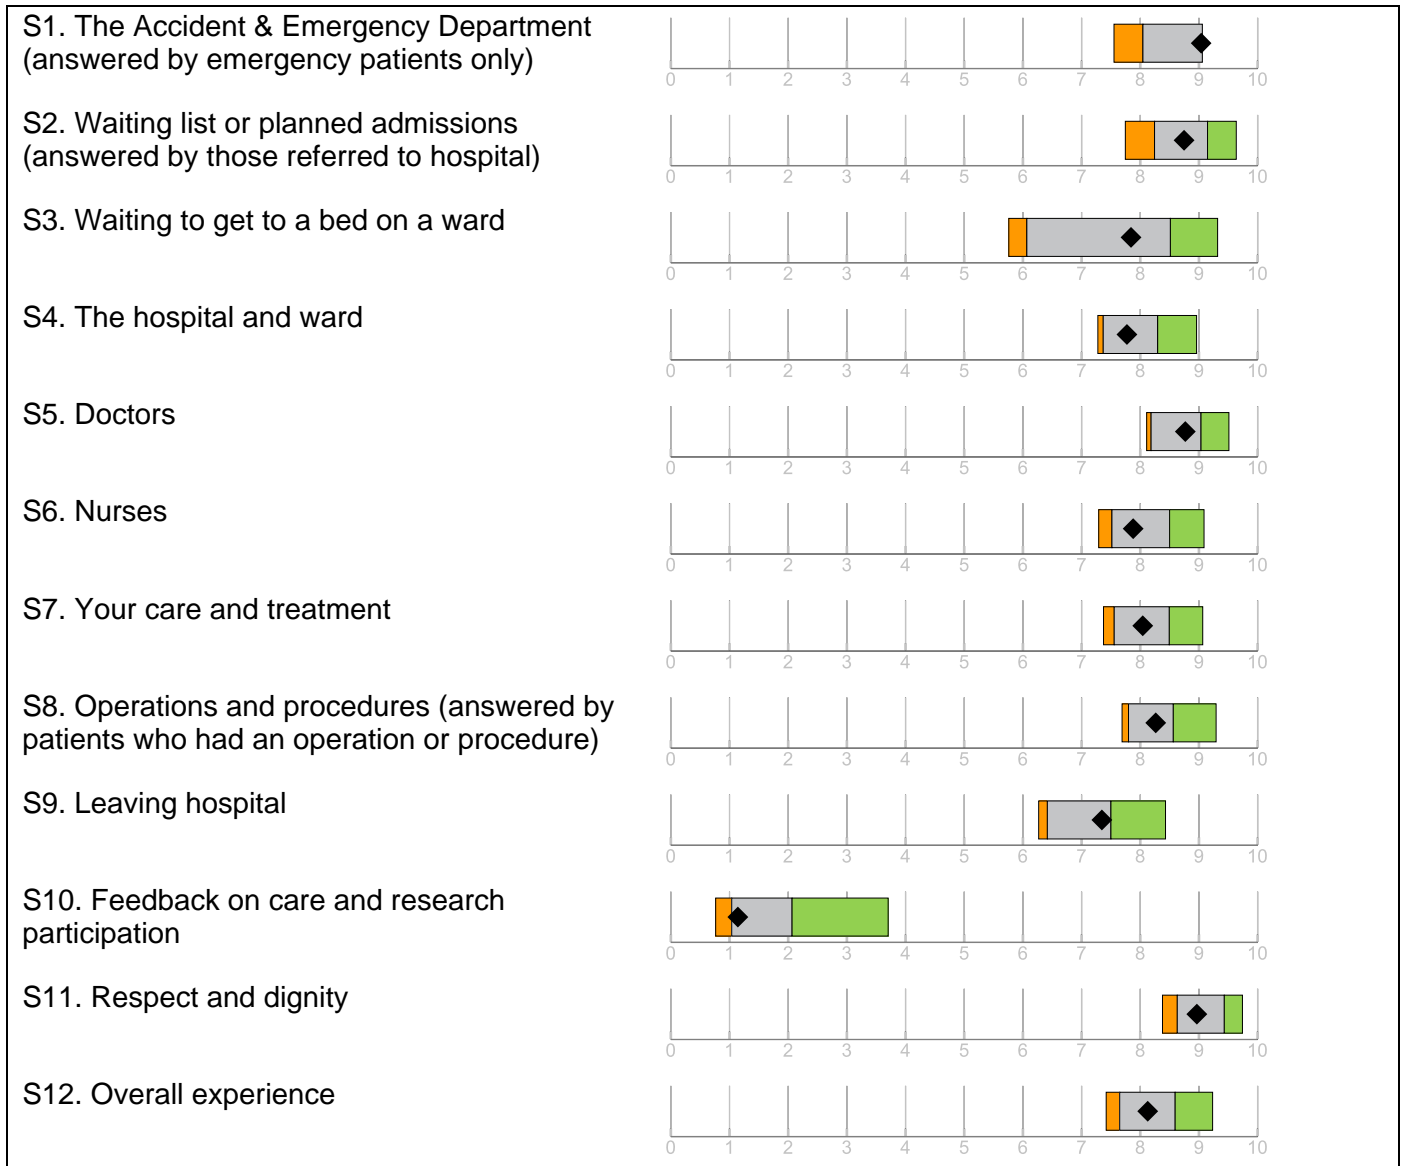 S1. The Accident & Emergency Department
(answered by emergency patients only)
0 1 2 3 4 5 6 7 8 9 10
S2. Waiting list or planned admissions
(answered by those referred to hospital)
0 1 2 3 4 5 6 7 8 9 10
S3. Waiting to get to a bed on a ward
0 1 2 3 4 5 6 7 8 9 10
S4. The hospital and ward
0 1 2 3 4 5 6 7 8 9 10
S5. Doctors
0 1 2 3 4 5 6 7 8 9 10
S6. Nurses
0 1 2 3 4 5 6 7 8 9 10
S7. Your care and treatment
0 1 2 3 4 5 6 7 8 9 10
S8. Operations and procedures (answered by
patients who had an operation or procedure)
0 1 2 3 4 5 6 7 8 9 10
S9. Leaving hospital
0 1 2 3 4 5 6 7 8 9 10
S10. Feedback on care and research
participation
0 1 2 3 4 5 6 7 8 9 10
S11. Respect and dignity
0 1 2 3 4 5 6 7 8 9 10
S12. Overall experience
0 1 2 3 4 5 6 7 8 9 10